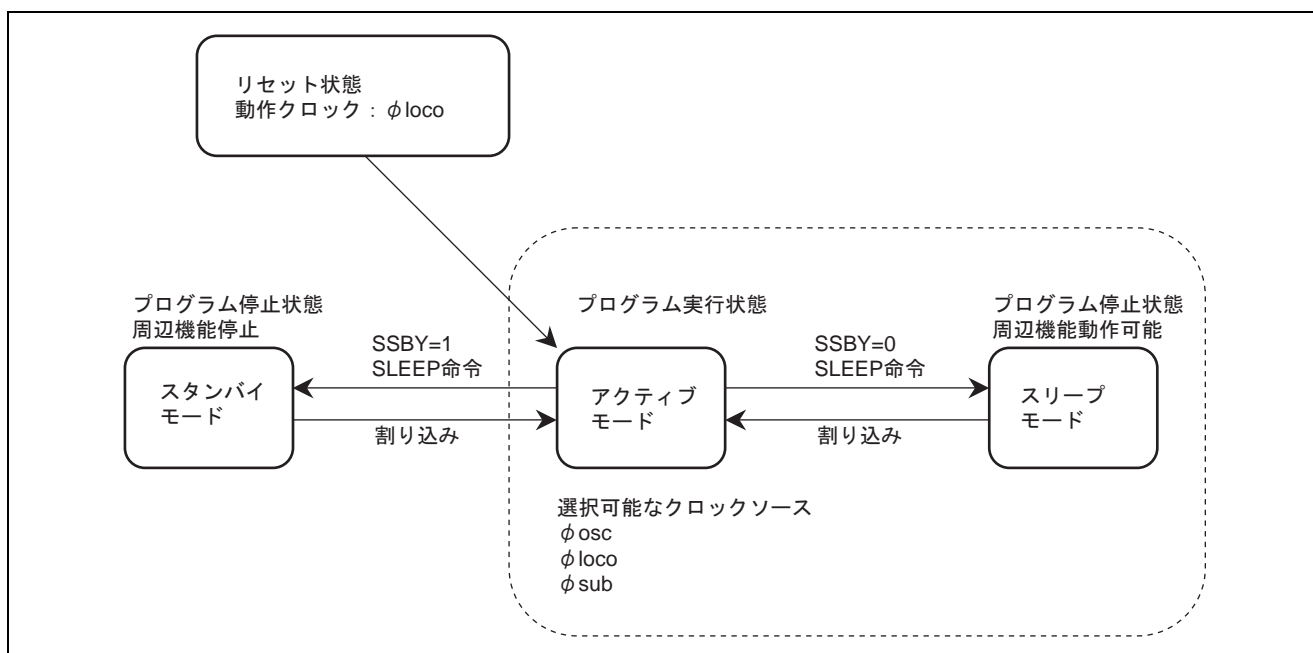 リセット状態
動作クロック：φloco
プログラム停止状態
周辺機能停止
プログラム実行状態
プログラム停止状態
周辺機能動作可能
SSBY=1
SLEEP命令
SSBY=0
SLEEP命令
スタンバイ
モード
アクティブ
モード
スリープ
モード
割り込み
割り込み
選択可能なクロックソース
φosc
φloco
φsub